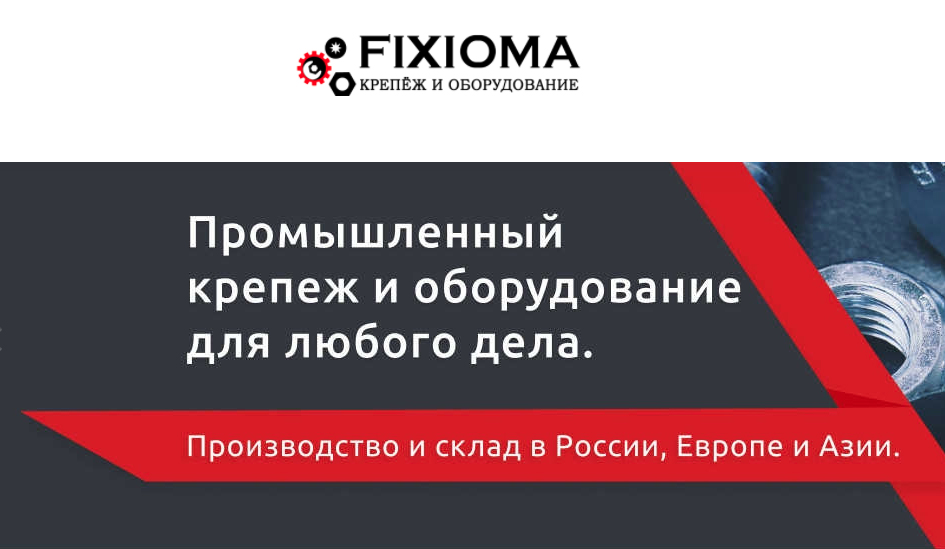 FIXIOMA
КРЕПЁЖ И ОБОРУДОВАНИЕ
Промышленный
крепеж и оборудование
для любого дела.
Производство и склад в России, Европе и Азии.